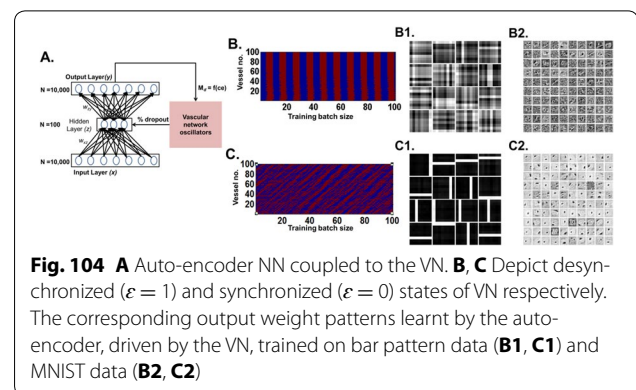 A.
Output Layer(y)
N =10,000
M_d = f(ce)
Hidden
Layer (z)
N =100
% dropout
Vascular
network
oscillators
N =10,000
Input Layer (x)
B.
Vessel no.
100
80
60
40
20
20 40 60 80 100
Training batch size
C.
Vessel no.
100
80
60
40
20
20 40 60 80 100
Training batch size
B1.
B2.
C1.
C2.
Fig. 104 A Auto-encoder NN coupled to the VN. B, C Depict desyn-
chronized (ε = 1) and synchronized (ε = 0) states of VN respectively.
The corresponding output weight patterns learnt by the auto-
encoder, driven by the VN, trained on bar pattern data (B1, C1) and
MNIST data (B2, C2)